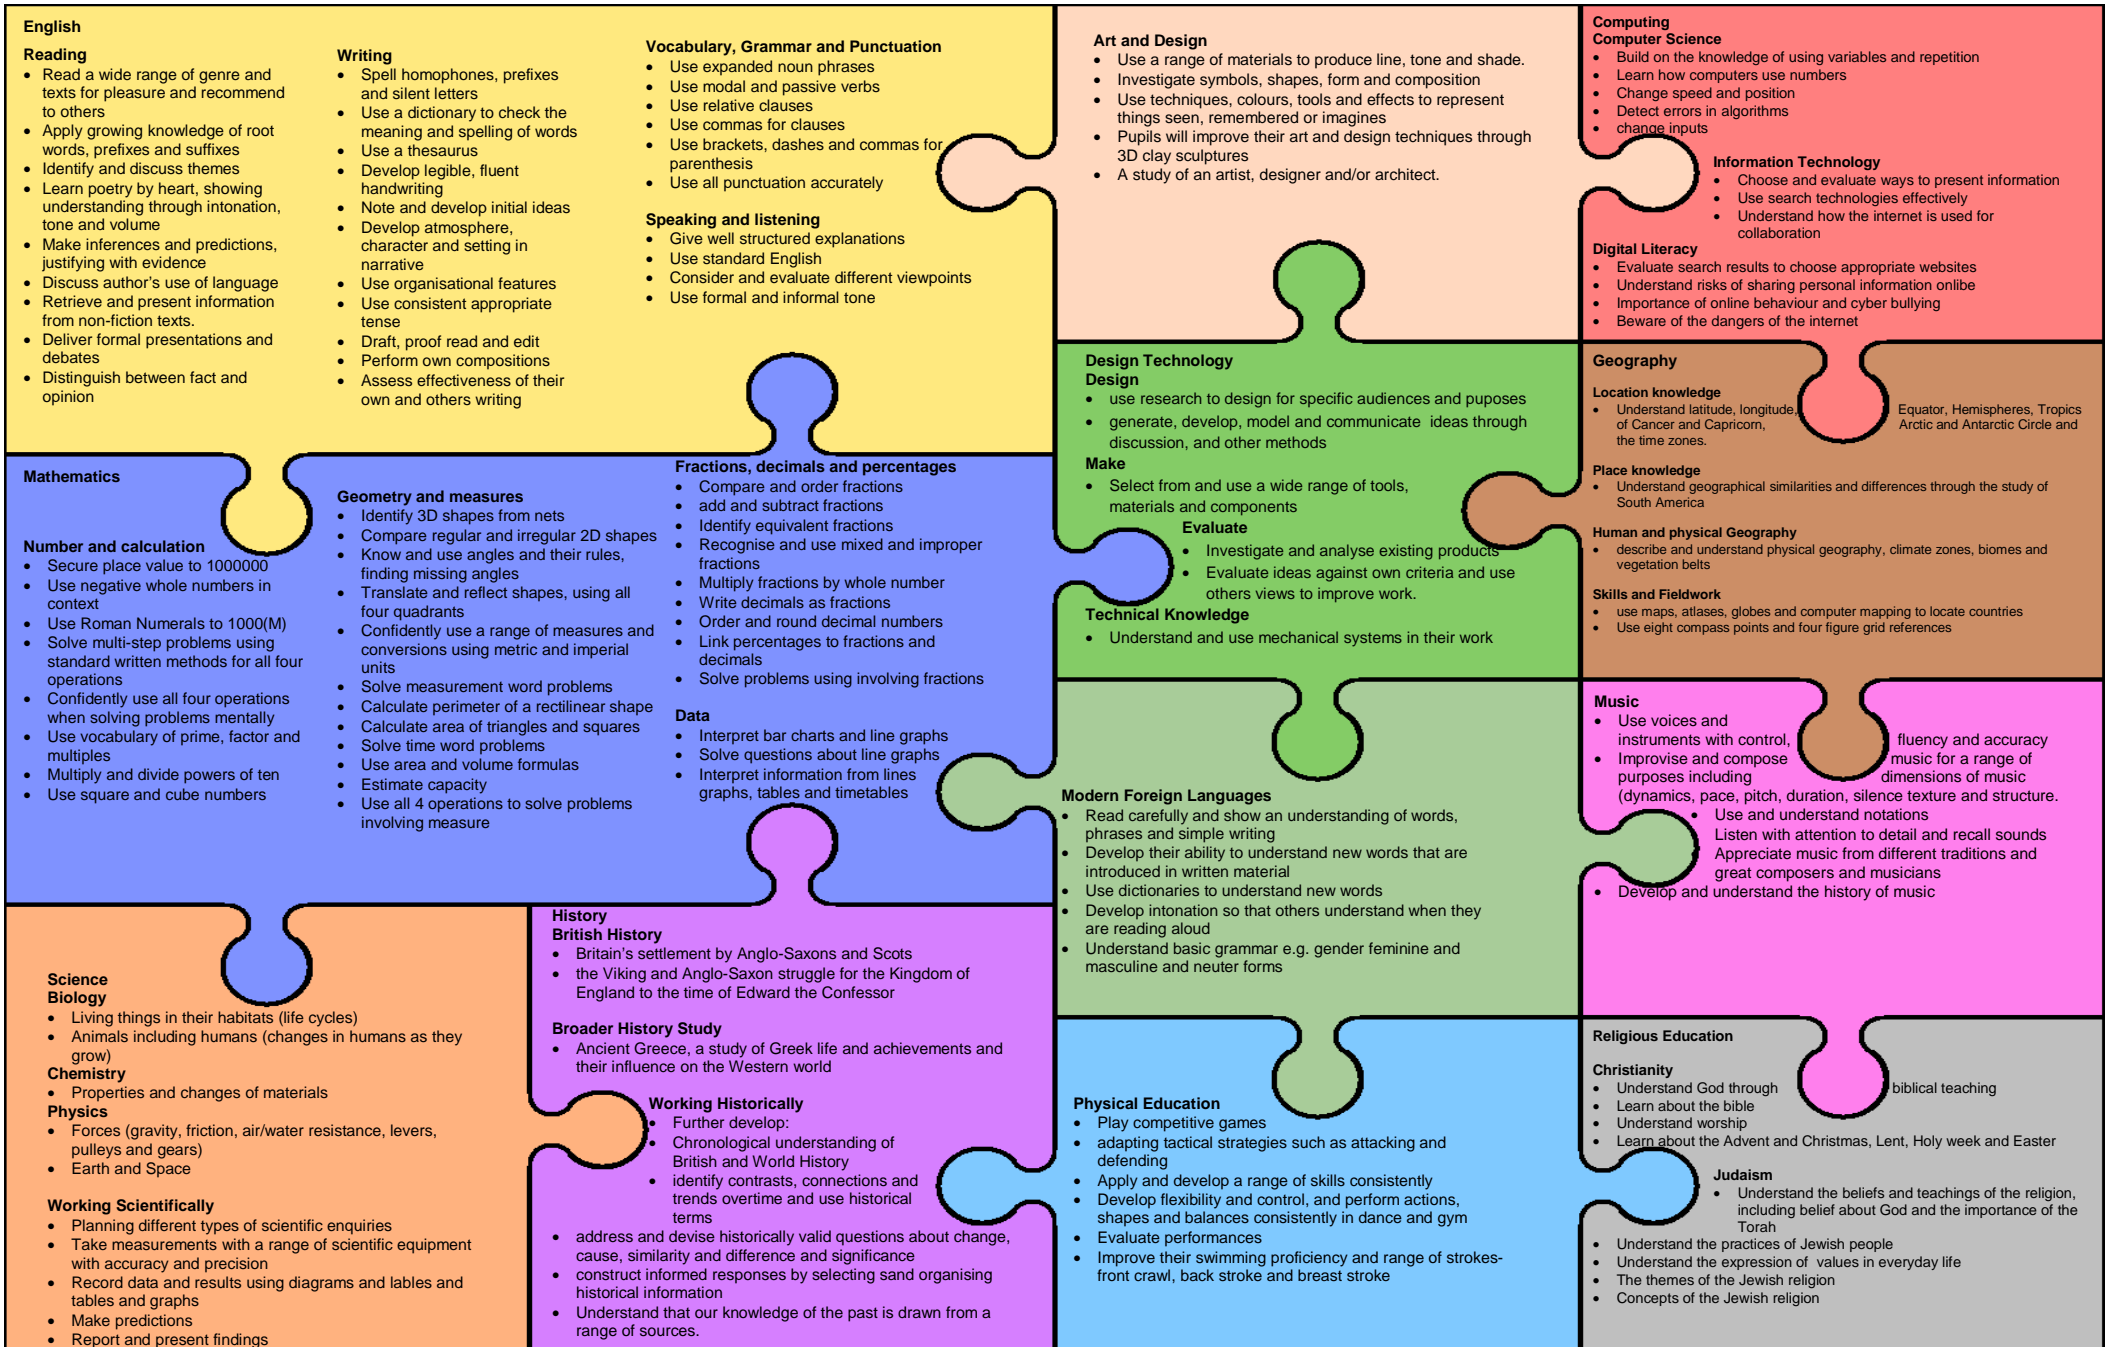 English
Reading
• Read a wide range of genre and
texts for pleasure and recommend
to others
• Apply growing knowledge of root
words, prefixes and suffixes
• Identify and discuss themes
• Learn poetry by heart, showing
understanding through intonation,
tone and volume
• Make inferences and predictions,
justifying with evidence
• Discuss author's use of language
• Retrieve and present information
from non-fiction texts.
• Deliver formal presentations and
debates
• Distinguish between fact and
opinion
Writing
• Spell homophones, prefixes
and silent letters
• Use a dictionary to check the
meaning and spelling of words
• Use a thesaurus
• Develop legible, fluent
handwriting
• Note and develop initial ideas
• Develop atmosphere,
character and setting in
narrative
• Use organisational features
• Use consistent appropriate
tense
• Draft, proof read and edit
• Perform own compositions
• Assess effectiveness of their
own and others writing
Vocabulary, Grammar and Punctuation
• Use expanded noun phrases
• Use modal and passive verbs
• Use relative clauses
• Use commas for clauses
• Use brackets, dashes and commas for
parenthesis
• Use all punctuation accurately
Speaking and listening
• Give well structured explanations
• Use standard English
• Consider and evaluate different viewpoints
• Use formal and informal tone
Art and Design
• Use a range of materials to produce line, tone and shade.
• Investigate symbols, shapes, form and composition
• Use techniques, colours, tools and effects to represent
things seen, remembered or imagines
• Pupils will improve their art and design techniques through
3D clay sculptures
• A study of an artist, designer and/or architect.
Computing
Computer Science
• Build on the knowledge of using variables and repetition
• Learn how computers use numbers
• Change speed and position
• Detect errors in algorithms
• change inputs
Information Technology
• Choose and evaluate ways to present information
• Use search technologies effectively
• Understand how the internet is used for
collaboration
Digital Literacy
• Evaluate search results to choose appropriate websites
• Understand risks of sharing personal information onlibe
• Importance of online behaviour and cyber bullying
• Beware of the dangers of the internet
Mathematics
Number and calculation
• Secure place value to 1000000
• Use negative whole numbers in
context
• Use Roman Numerals to 1000(M)
• Solve multi-step problems using
standard written methods for all four
operations
• Confidently use all four operations
when solving problems mentally
• Use vocabulary of prime, factor and
multiples
• Multiply and divide powers of ten
• Use square and cube numbers
Geometry and measures
• Identify 3D shapes from nets
• Compare regular and irregular 2D shapes
• Know and use angles and their rules,
finding missing angles
• Translate and reflect shapes, using all
four quadrants
• Confidently use a range of measures and
conversions using metric and imperial
units
• Solve measurement word problems
• Calculate perimeter of a rectilinear shape
• Calculate area of triangles and squares
• Solve time word problems
• Use area and volume formulas
• Estimate capacity
• Use all 4 operations to solve problems
involving measure
Fractions, decimals and percentages
• Compare and order fractions
• add and subtract fractions
• Identify equivalent fractions
• Recognise and use mixed and improper
fractions
• Multiply fractions by whole number
• Write decimals as fractions
• Order and round decimal numbers
• Link percentages to fractions and
decimals
• Solve problems using involving fractions
Data
• Interpret bar charts and line graphs
• Solve questions about line graphs
• Interpret information from lines
graphs, tables and timetables
Design Technology
Design
• use research to design for specific audiences and puposes
• generate, develop, model and communicate ideas through
discussion, and other methods
Make
• Select from and use a wide range of tools,
materials and components
Evaluate
• Investigate and analyse existing products
• Evaluate ideas against own criteria and use
others views to improve work.
Technical Knowledge
• Understand and use mechanical systems in their work
Geography
Location knowledge
• Understand latitude, longitude, Equator, Hemispheres, Tropics
of Cancer and Capricorn, Arctic and Antarctic Circle and
the time zones.
Place knowledge
• Understand geographical similarities and differences through the study of
South America
Human and physical Geography
• describe and understand physical geography, climate zones, biomes and
vegetation belts
Skills and Fieldwork
• use maps, atlases, globes and computer mapping to locate countries
• Use eight compass points and four figure grid references
Modern Foreign Languages
• Read carefully and show an understanding of words,
phrases and simple writing
• Develop their ability to understand new words that are
introduced in written material
• Use dictionaries to understand new words
• Develop intonation so that others understand when they
are reading aloud
• Understand basic grammar e.g. gender feminine and
masculine and neuter forms
Music
• Use voices and
instruments with control, fluency and accuracy
• Improvise and compose music for a range of
purposes including dimensions of music
(dynamics, pace, pitch, duration, silence texture and structure.
• Use and understand notations
Listen with attention to detail and recall sounds
Appreciate music from different traditions and
great composers and musicians
• Develop and understand the history of music
Science
Biology
• Living things in their habitats (life cycles)
• Animals including humans (changes in humans as they
grow)
Chemistry
• Properties and changes of materials
Physics
• Forces (gravity, friction, air/water resistance, levers,
pulleys and gears)
• Earth and Space
Working Scientifically
• Planning different types of scientific enquiries
• Take measurements with a range of scientific equipment
with accuracy and precision
• Record data and results using diagrams and lables and
tables and graphs
• Make predictions
• Report and present findings
History
British History
• Britain's settlement by Anglo-Saxons and Scots
• the Viking and Anglo-Saxon struggle for the Kingdom of
England to the time of Edward the Confessor
Broader History Study
• Ancient Greece, a study of Greek life and achievements and
their influence on the Western world
Working Historically
• Further develop:
• Chronological understanding of
British and World History
• identify contrasts, connections and
trends overtime and use historical
terms
• address and devise historically valid questions about change,
cause, similarity and difference and significance
• construct informed responses by selecting sand organising
historical information
• Understand that our knowledge of the past is drawn from a
range of sources.
Physical Education
• Play competitive games
• adapting tactical strategies such as attacking and
defending
• Apply and develop a range of skills consistently
• Develop flexibility and control, and perform actions,
shapes and balances consistently in dance and gym
• Evaluate performances
• Improve their swimming proficiency and range of strokes-
front crawl, back stroke and breast stroke
Religious Education
Christianity
• Understand God through biblical teaching
• Learn about the bible
• Understand worship
• Learn about the Advent and Christmas, Lent, Holy week and Easter
Judaism
• Understand the beliefs and teachings of the religion,
including belief about God and the importance of the
Torah
• Understand the practices of Jewish people
• Understand the expression of values in everyday life
• The themes of the Jewish religion
• Concepts of the Jewish religion